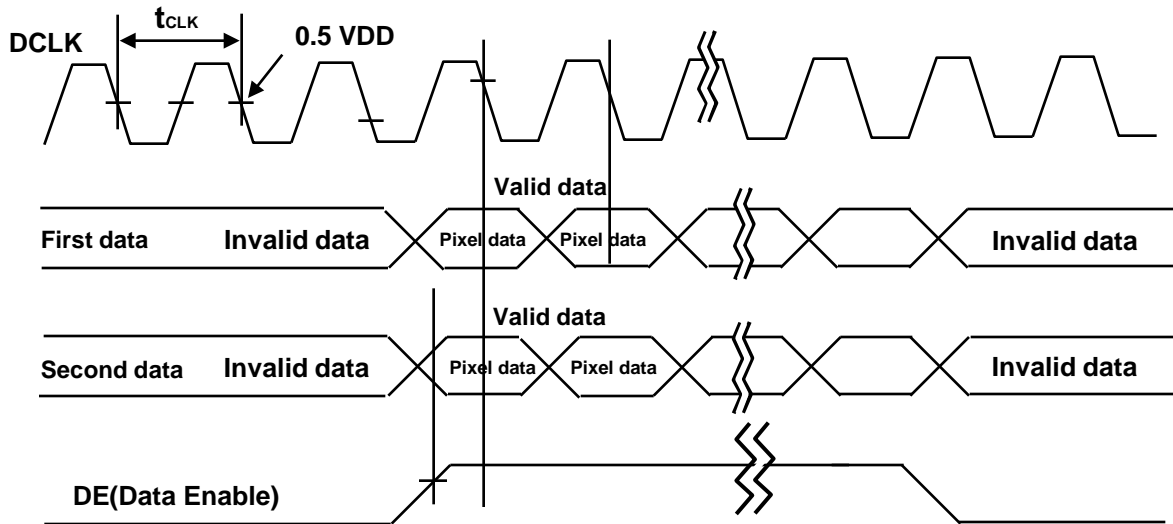 tCLK
DCLK
0.5 VDD
Valid data
First data Invalid data Pixel data Pixel data Invalid data
Valid data
Second data Invalid data Pixel data Pixel data Invalid data
DE(Data Enable)